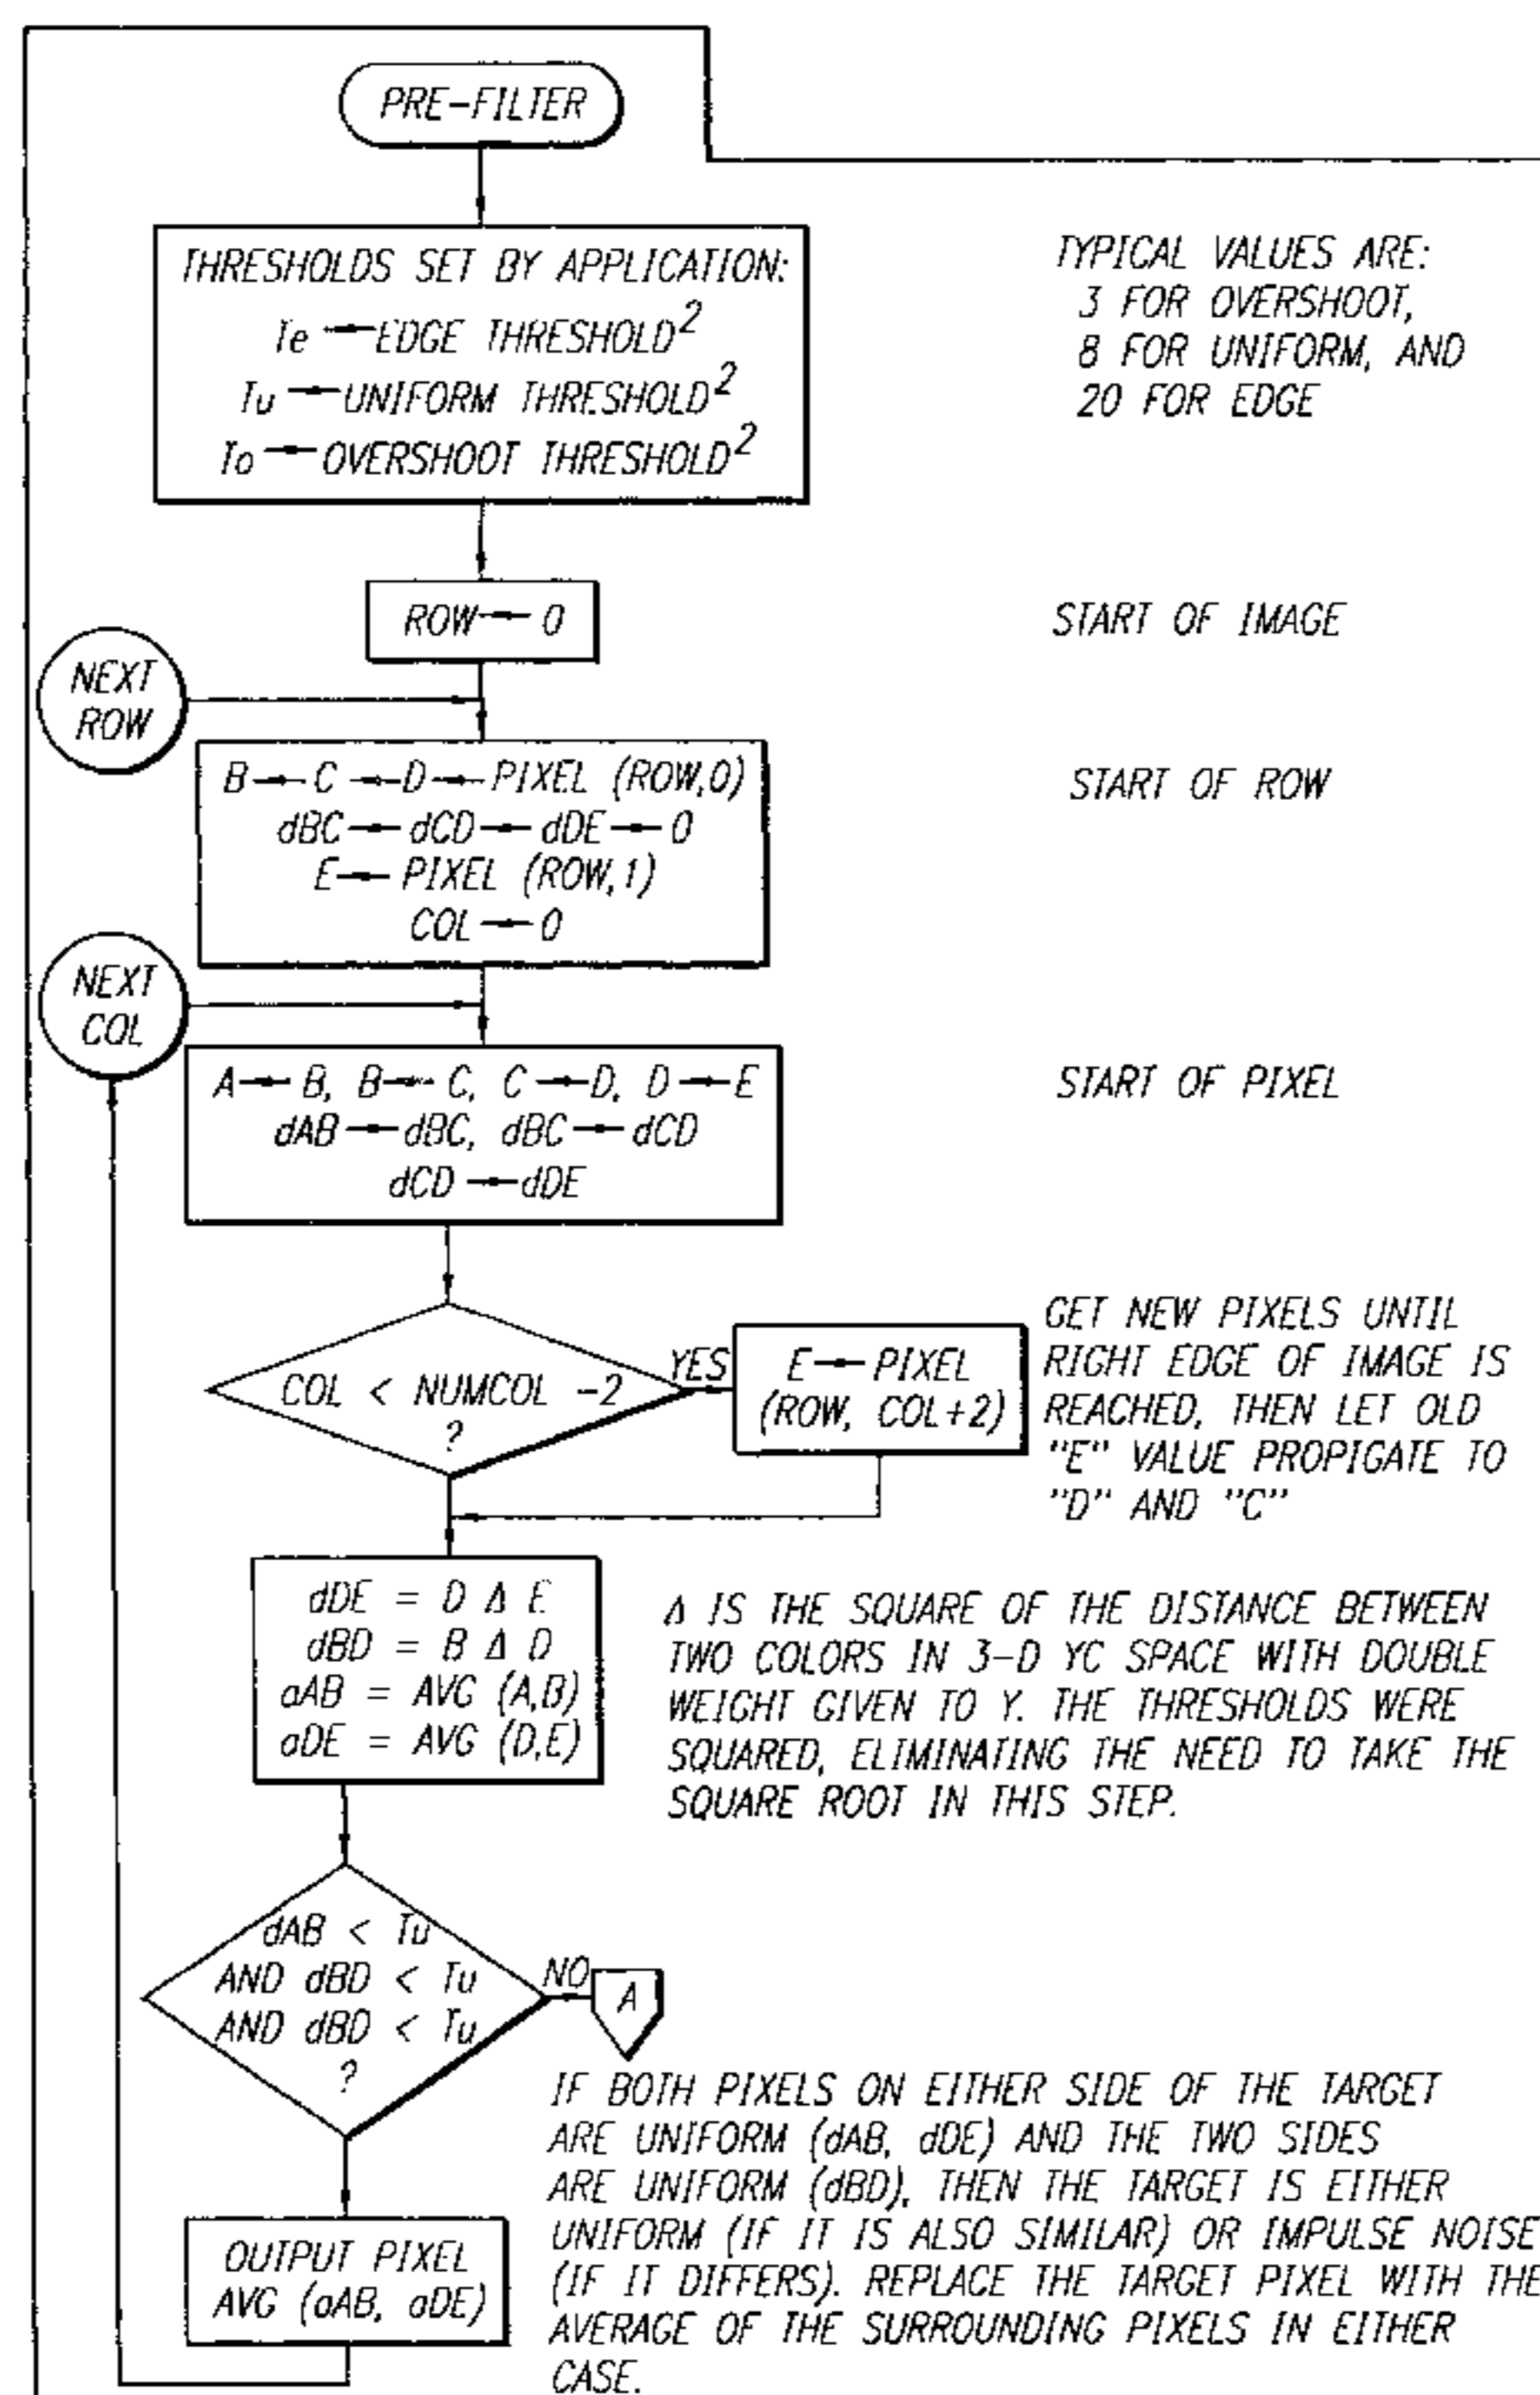 PRE-FILTER
THRESHOLDS SET BY APPLICATION:
Te ← EDGE THRESHOLD²
Tu ← UNIFORM THRESHOLD²
To ← OVERSHOOT THRESHOLD²
TYPICAL VALUES ARE:
3 FOR OVERSHOOT,
8 FOR UNIFORM, AND
20 FOR EDGE
ROW ← 0
START OF IMAGE
NEXT
ROW
B ← C ← D ← PIXEL (ROW,0)
dBC ← dCD ← dDE ← 0
E ← PIXEL (ROW,1)
COL ← 0
START OF ROW
NEXT
COL
A ← B, B ← C, C ← D, D ← E
dAB ← dBC, dBC ← dCD
dCD ← dDE
START OF PIXEL
COL < NUMCOL -2
?
YES
E ← PIXEL
(ROW, COL+2)
GET NEW PIXELS UNTIL
RIGHT EDGE OF IMAGE IS
REACHED, THEN LET OLD
"E" VALUE PROPIGATE TO
"D" AND "C"
dDE = D Δ E
dBD = B Δ D
aAB = AVG (A,B)
aDE = AVG (D,E)
Δ IS THE SQUARE OF THE DISTANCE BETWEEN
TWO COLORS IN 3-D YC SPACE WITH DOUBLE
WEIGHT GIVEN TO Y. THE THRESHOLDS WERE
SQUARED, ELIMINATING THE NEED TO TAKE THE
SQUARE ROOT IN THIS STEP.
dAB < Tu
AND dBD < Tu
AND dBD < Tu
?
NO
A
IF BOTH PIXELS ON EITHER SIDE OF THE TARGET
ARE UNIFORM (dAB, dDE) AND THE TWO SIDES
ARE UNIFORM (dBD), THEN THE TARGET IS EITHER
UNIFORM (IF IT IS ALSO SIMILAR) OR IMPULSE NOISE
(IF IT DIFFERS). REPLACE THE TARGET PIXEL WITH THE
AVERAGE OF THE SURROUNDING PIXELS IN EITHER
CASE.
OUTPUT PIXEL
AVG (aAB, aDE)